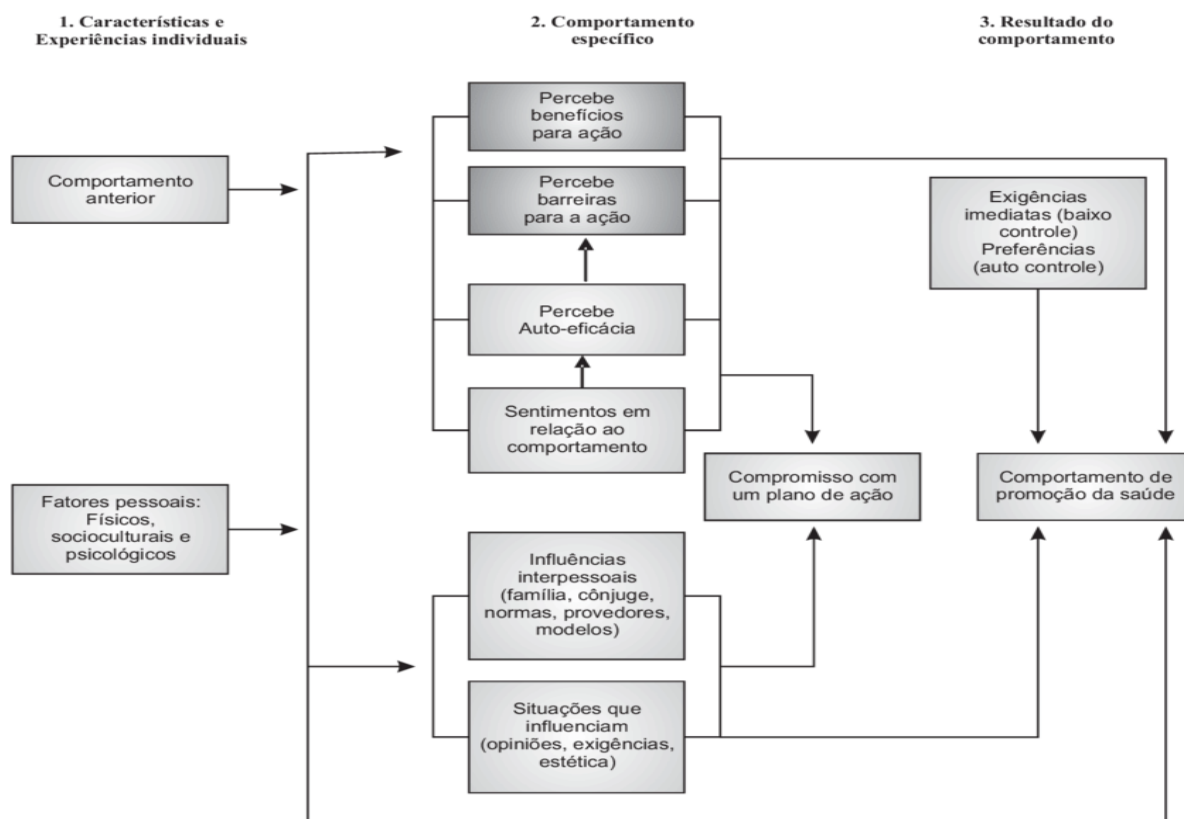 1. Características e
Experiências individuais
2. Comportamento
específico
3. Resultado do
comportamento
Percebe
benefícios
para ação
Comportamento
anterior
Percebe
barreiras
para a ação
Exigências
imediatas (baixo
controle)
Preferências
(auto controle)
Percebe
Auto-eficácia
Sentimentos em
relação ao
comportamento
Compromisso com
um plano de ação
Comportamento de
promoção da saúde
Fatores pessoais:
Físicos,
socioculturais e
psicológicos
Influências
interpessoais
(família, cônjuge,
normas, provedores,
modelos)
Situações que
influenciam
(opiniões, exigências,
estética)